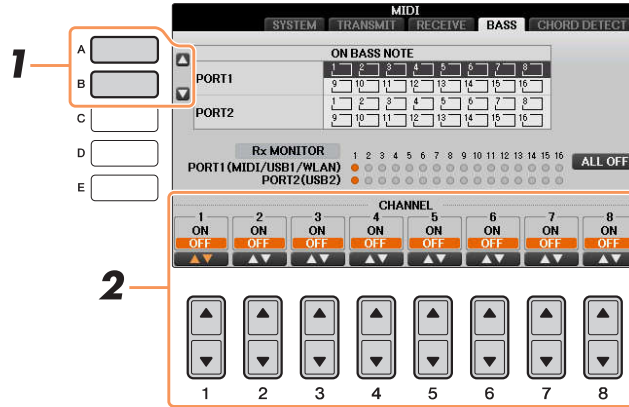 MIDI
SYSTEM TRANSMIT RECEIVE BASS CHORD DETECT
1
A
B
C
D
E
ON BASS NOTE
PORT1
1 2 3 4 5 6 7 8
9 10 11 12 13 14 15 16
PORT2
1 2 3 4 5 6 7 8
9 10 11 12 13 14 15 16
Rx MONITOR 1 2 3 4 5 6 7 8 9 10 11 12 13 14 15 16
PORT1(MIDI/USB1/WLAN)
PORT2(USB2)
ALL OFF
CHANNEL
1 2 3 4 5 6 7 8
ON ON ON ON ON ON ON ON
OFF OFF OFF OFF OFF OFF OFF OFF
2
1 2 3 4 5 6 7 8